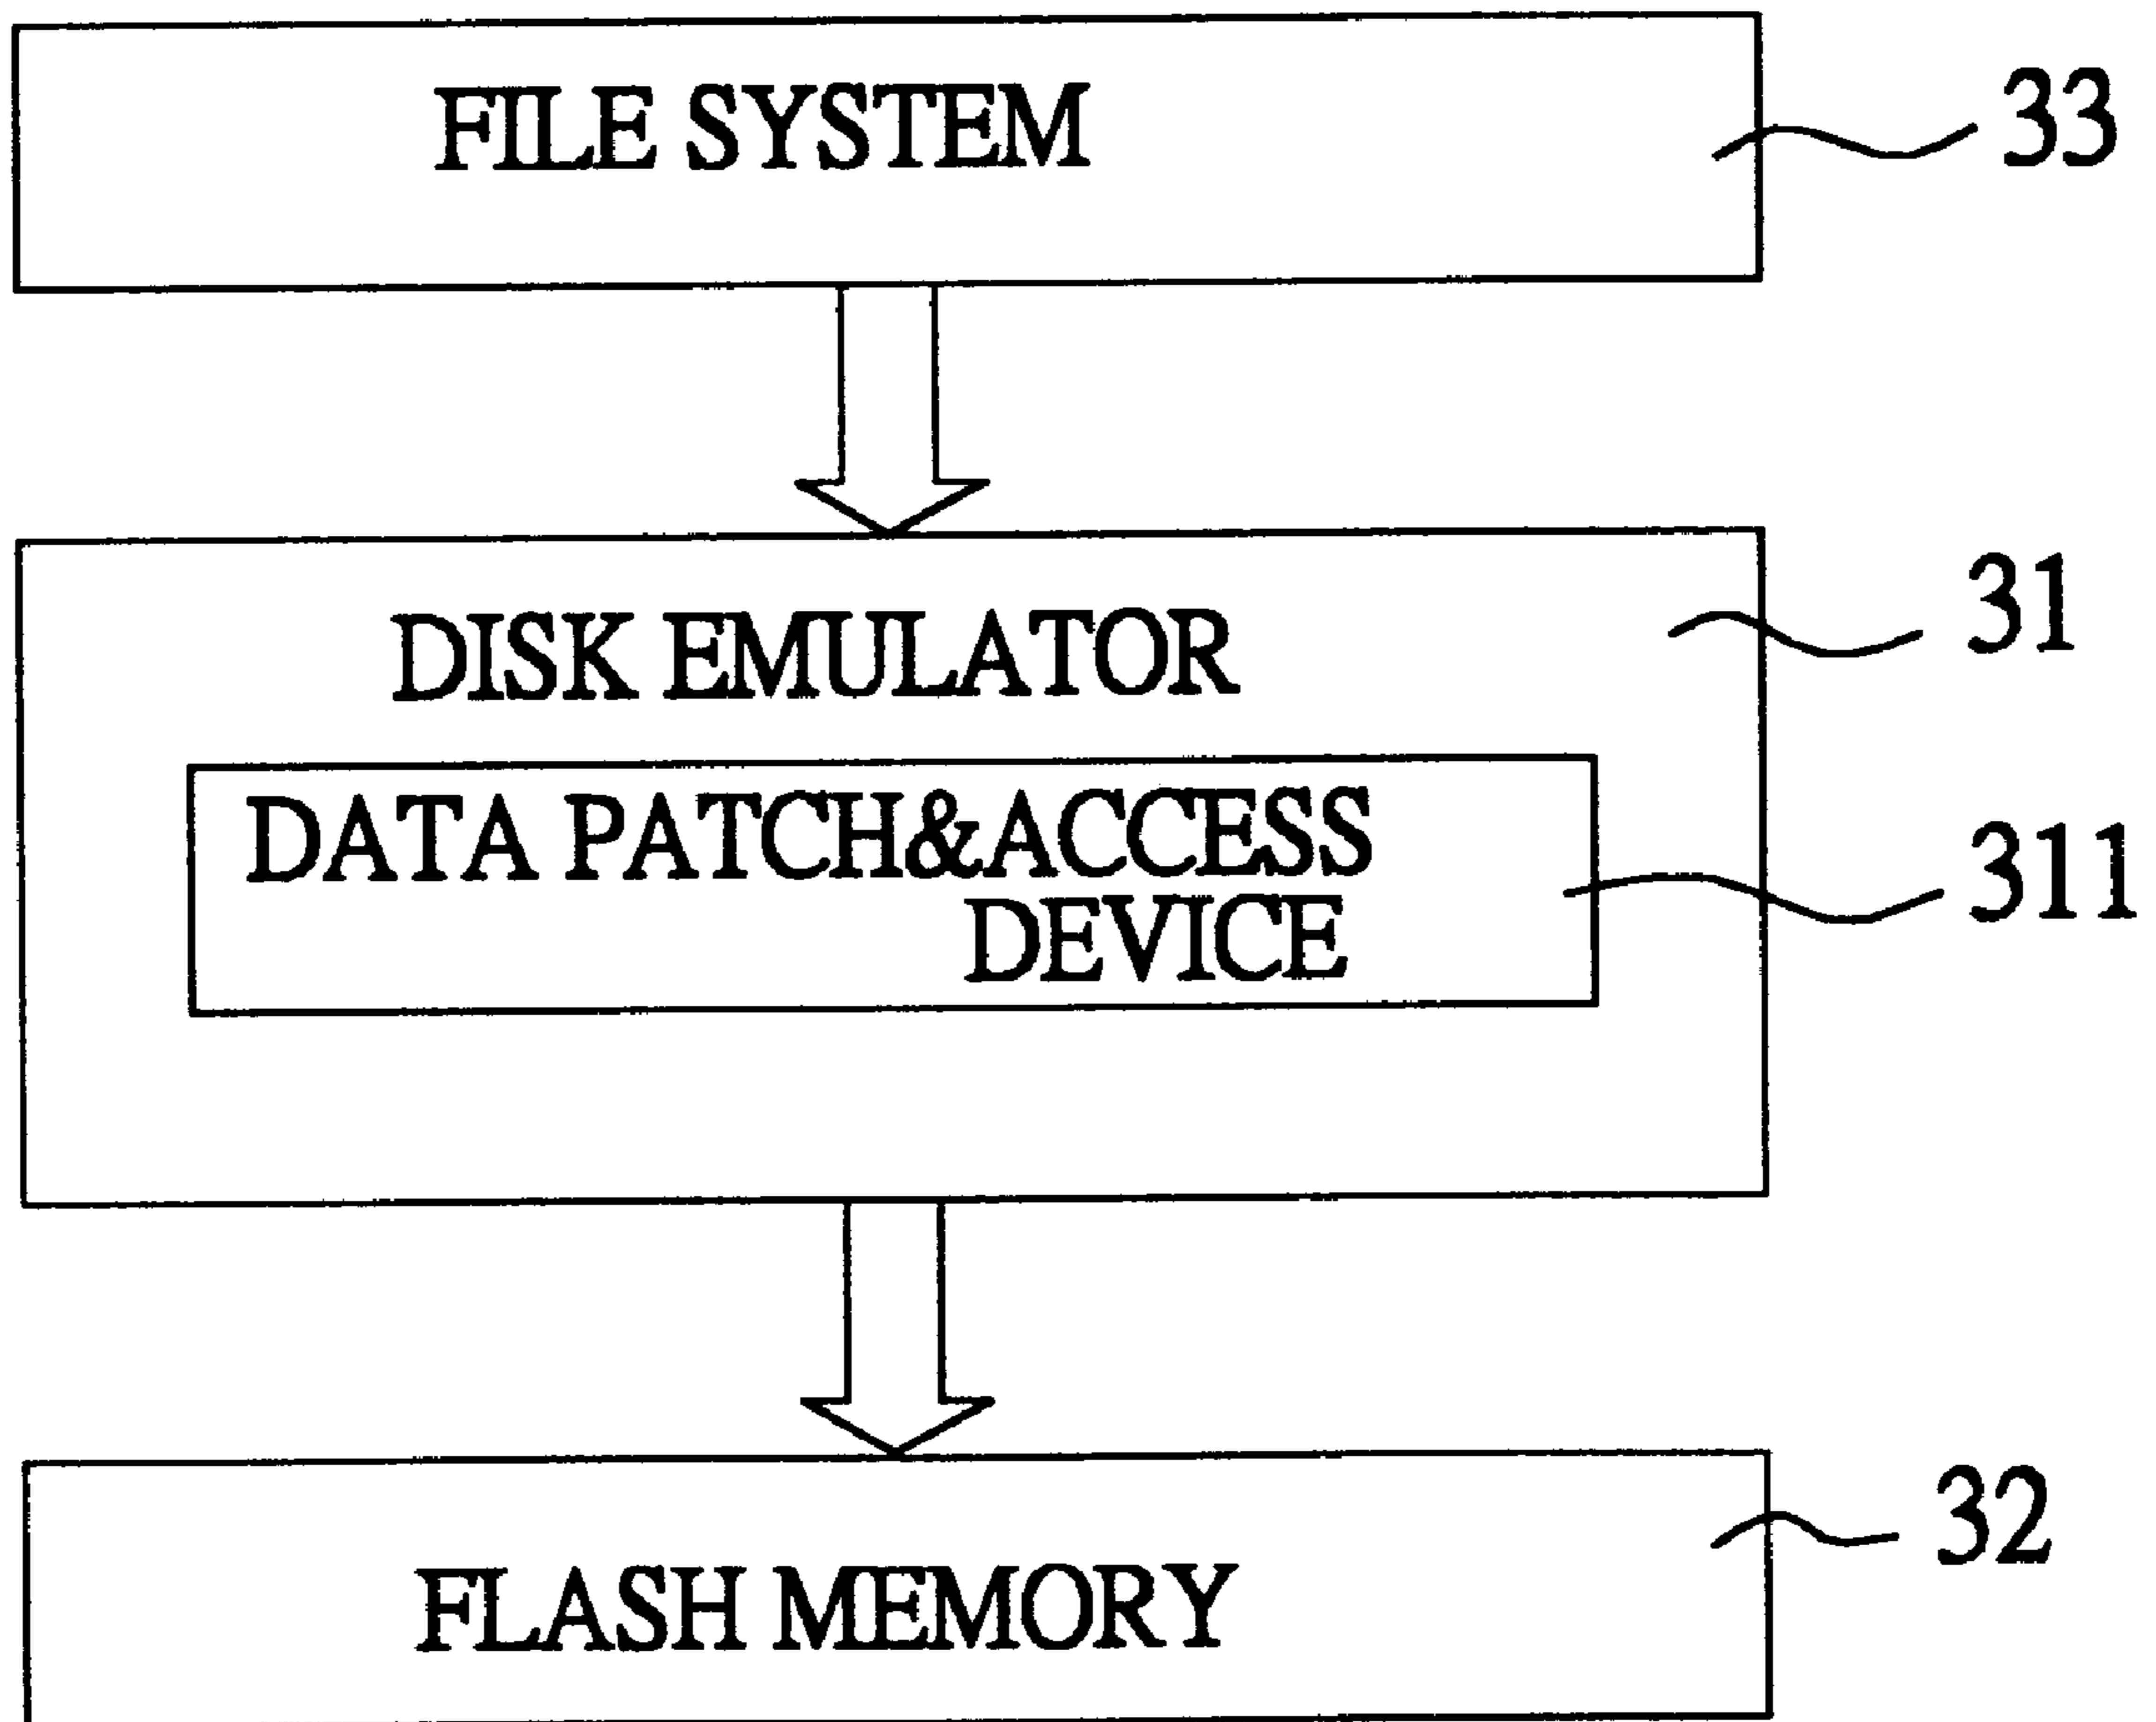 FILE SYSTEM
33
DISK EMULATOR
31
DATA PATCH&ACCESS
DEVICE
311
FLASH MEMORY
32